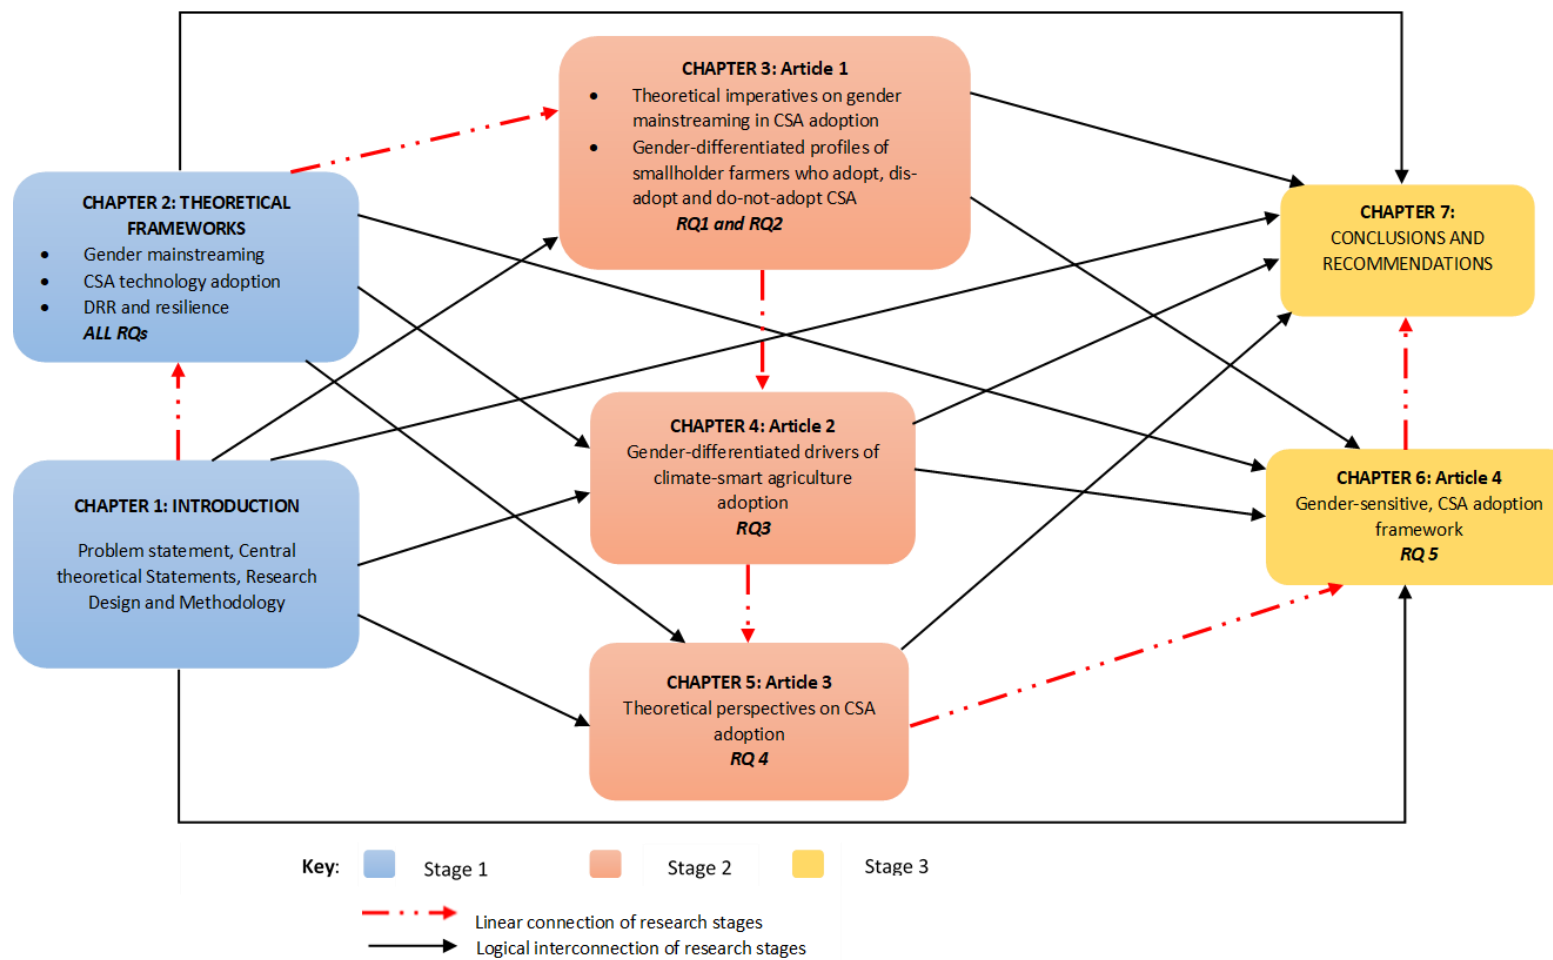 CHAPTER 3: Article 1
• Theoretical imperatives on gender
mainstreaming in CSA adoption
• Gender-differentiated profiles of
smallholder farmers who adopt, dis-
adopt and do-not-adopt CSA
RQ1 and RQ2
CHAPTER 2: THEORETICAL
FRAMEWORKS
• Gender mainstreaming
• CSA technology adoption
• DRR and resilience
ALL RQs
CHAPTER 7:
CONCLUSIONS AND
RECOMMENDATIONS
CHAPTER 4: Article 2
Gender-differentiated drivers of
climate-smart agriculture
adoption
RQ3
CHAPTER 1: INTRODUCTION
Problem statement, Central
theoretical Statements, Research
Design and Methodology
CHAPTER 6: Article 4
Gender-sensitive, CSA adoption
framework
RQ 5
CHAPTER 5: Article 3
Theoretical perspectives on CSA
adoption
RQ 4
Key: Stage 1 Stage 2 Stage 3
Linear connection of research stages
Logical interconnection of research stages